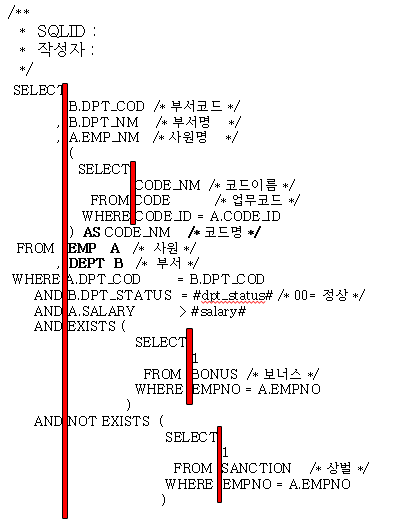 /**
* SQLID :
* 작성자 :
*/
SELECT
B.DPT_COD /* 부서코드 */
, B.DPT_NM /* 부서명 */
, A.EMP_NM /* 사원명 */
(
SELECT
CODE_NM /* 코드이름 */
FROM CODE /* 업무코드 */
WHERE CODE_ID = A.CODE_ID
) AS CODE_NM /* 코드명 */
FROM EMP A /* 사원 */
, DEPT B /* 부서 */
WHERE A.DPT_COD = B.DPT_COD
AND B.DPT_STATUS = #dpt_status# /* 00= 정상 */
AND A.SALARY > #salary#
AND EXISTS (
SELECT
1
FROM BONUS /* 보너스 */
WHERE EMPNO = A.EMPNO
)
AND NOT EXISTS (
SELECT
1
FROM SANCTION /* 상벌 */
WHERE EMPNO = A.EMPNO
)